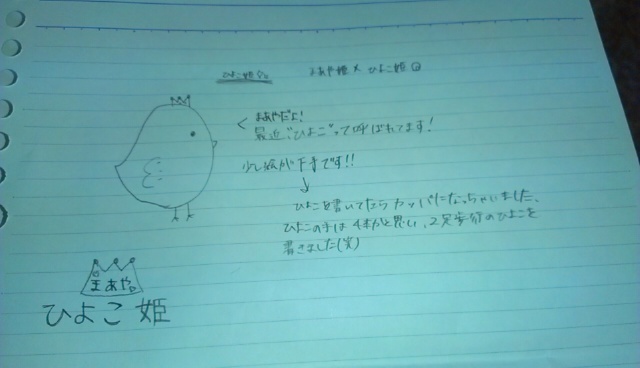 ひよこ姫
まあや姫 × ひよこ姫
< まあやだよ!
最近"ひよこ"って呼ばれてます!
少し絵が下手です!!
↓
ひよこを書いてたらカッパになっちゃいました、
ひよこの手は4本かと思い、2足歩行のひよこを
書きました(笑)
まあや。
ひよこ 姫